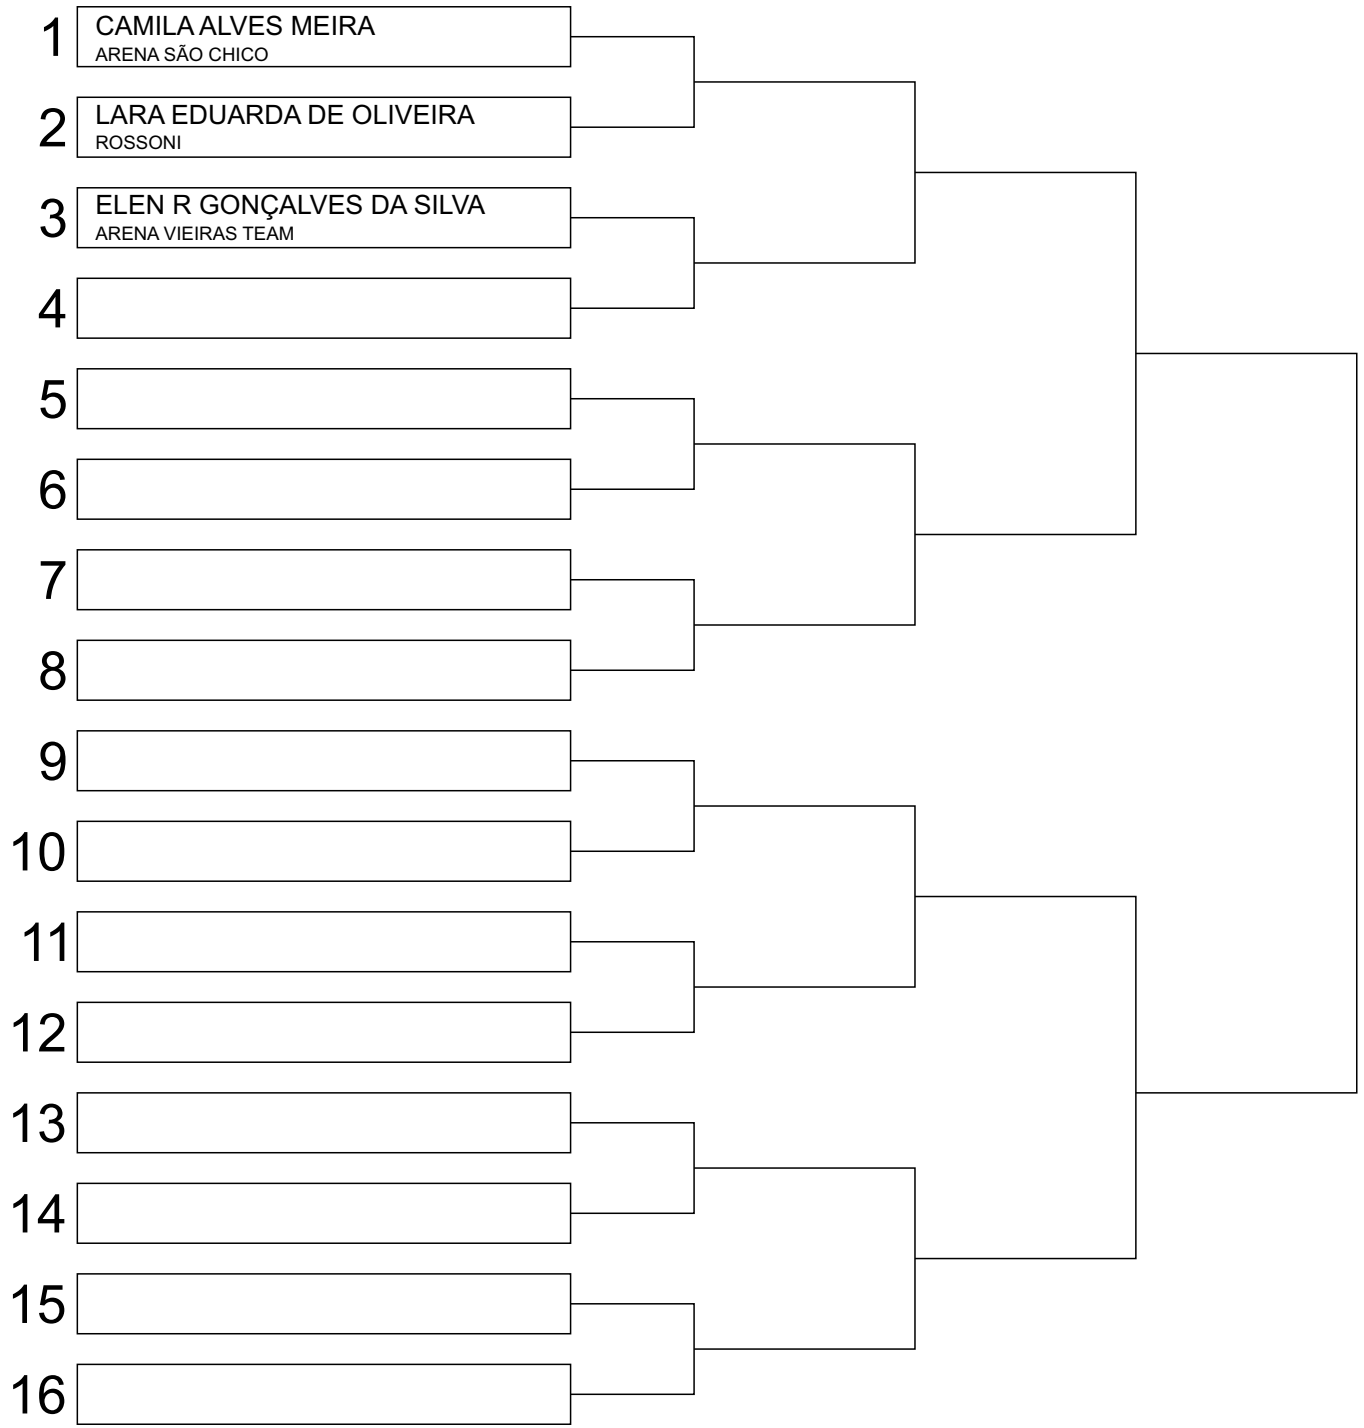 1
CAMILA ALVES MEIRA
ARENA SÃO CHICO
2
LARA EDUARDA DE OLIVEIRA
ROSSONI
3
ELEN R GONÇALVES DA SILVA
ARENA VIEIRAS TEAM
4
5
6
7
8
9
10
11
12
13
14
15
16